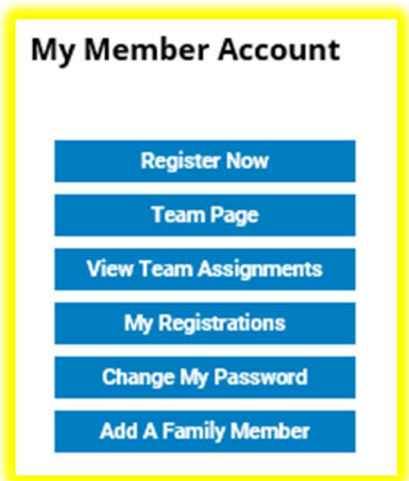 My Member Account
Register Now
Team Page
View Team Assignments
My Registrations
Change My Password
Add A Family Member